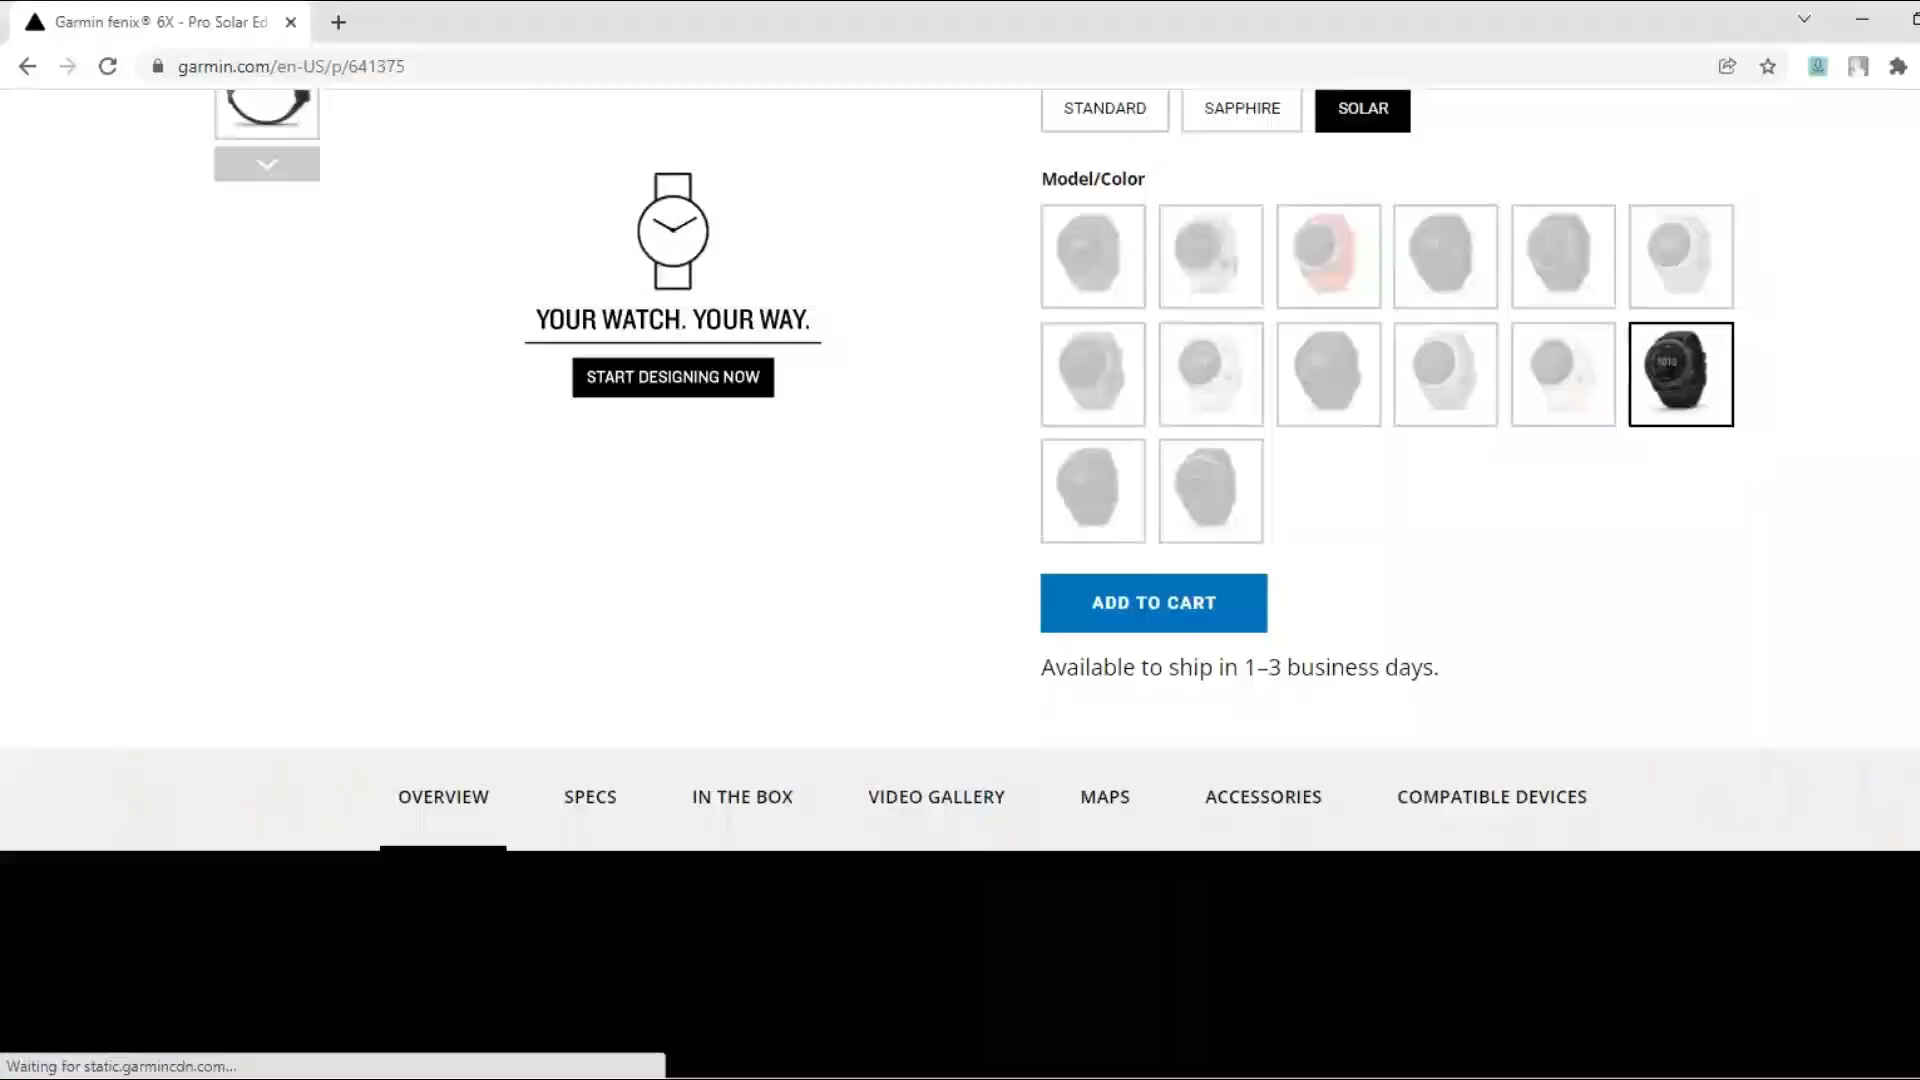 Garmin fenix® 6X - Pro Solar Ed
garmin.com/en-US/p/641375
STANDARD
SAPPHIRE
SOLAR
Model/Color
YOUR WATCH. YOUR WAY.
START DESIGNING NOW
ADD TO CART
Available to ship in 1–3 business days.
OVERVIEW
SPECS
IN THE BOX
VIDEO GALLERY
MAPS
ACCESSORIES
COMPATIBLE DEVICES
Waiting for static.garmincdn.com...